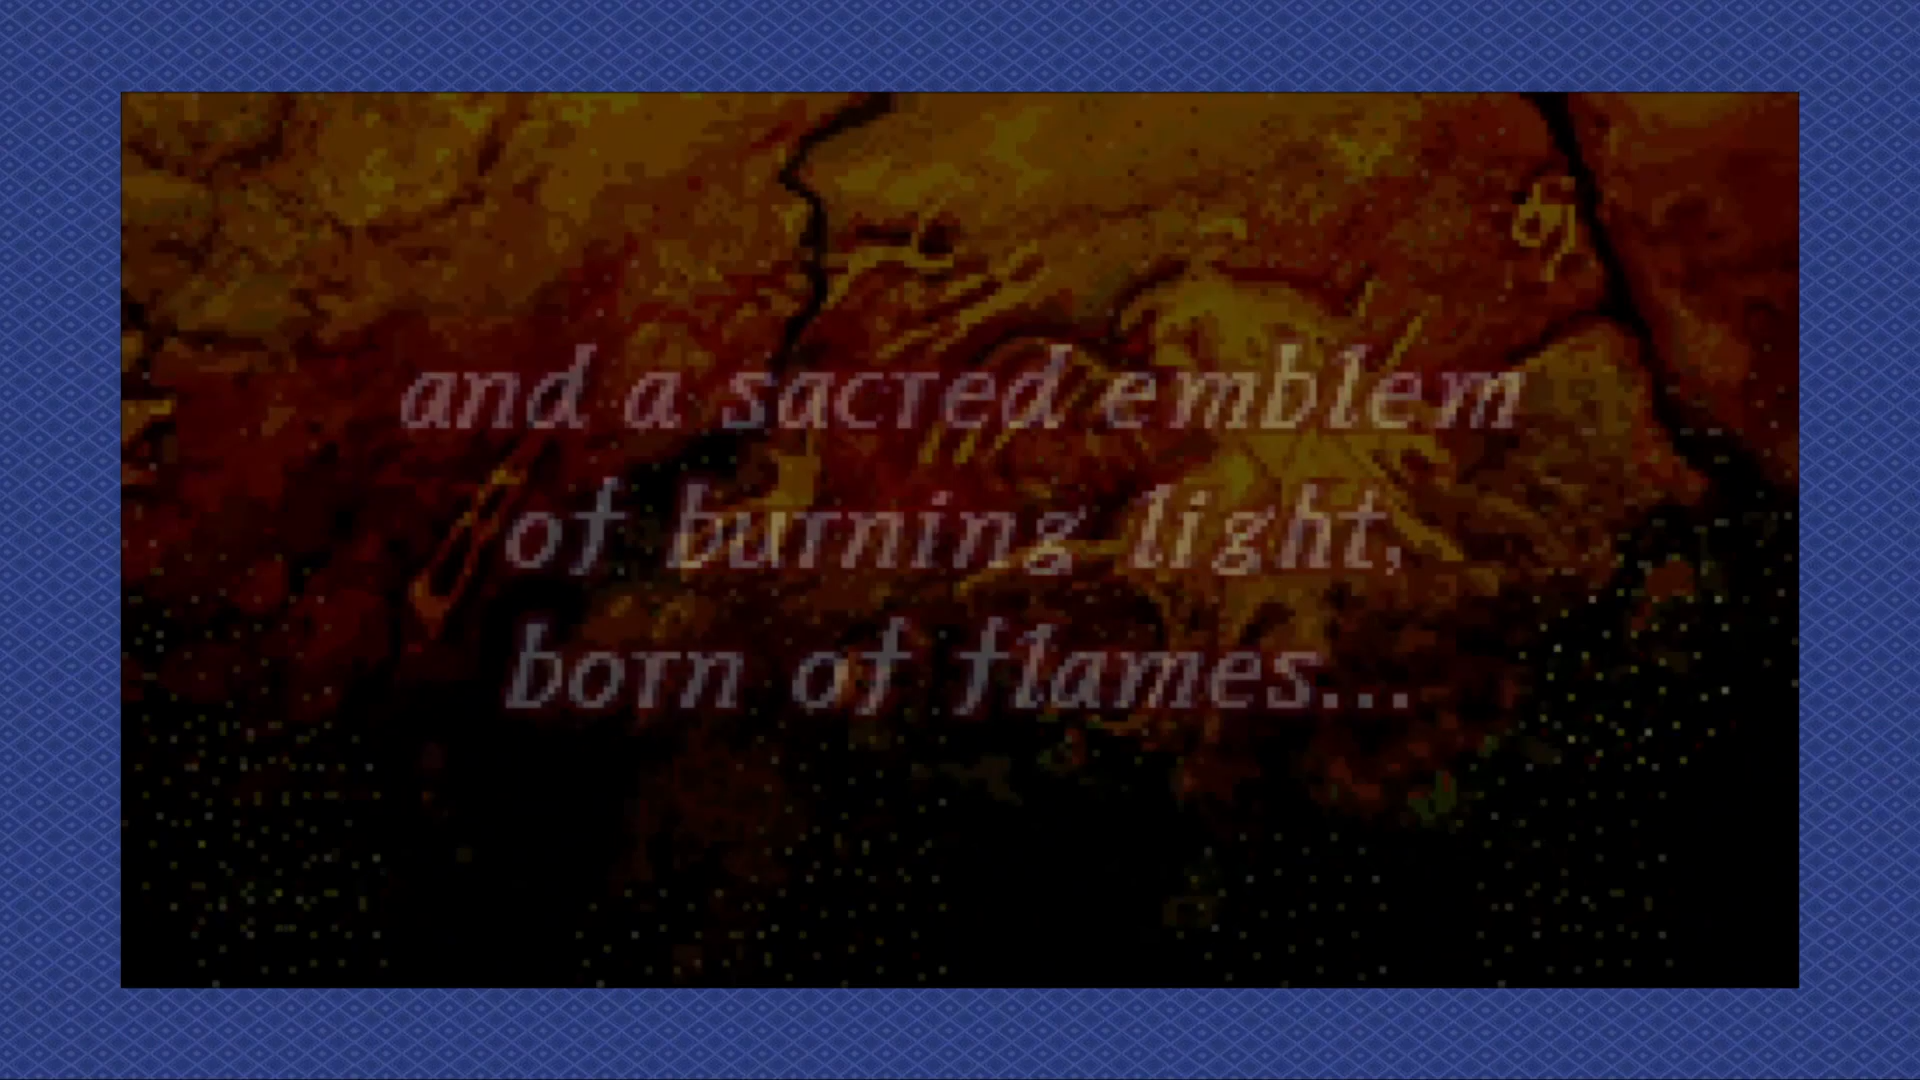 and a sacred emblem
of burning light,
born of flames...